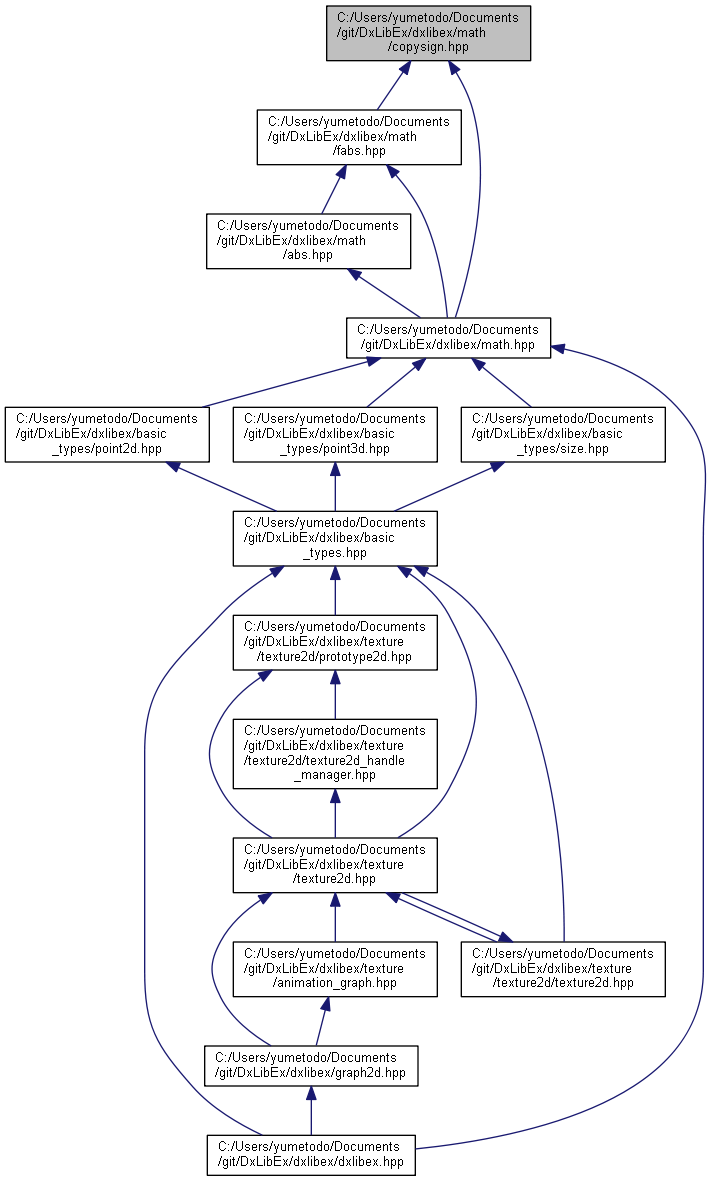 C:/Users/yumetodo/Documents
/git/DxLibEx/dxlibex/math
/copysign.hpp
C:/Users/yumetodo/Documents
/git/DxLibEx/dxlibex/math
/fabs.hpp
C:/Users/yumetodo/Documents
/git/DxLibEx/dxlibex/math
/abs.hpp
C:/Users/yumetodo/Documents
/git/DxLibEx/dxlibex/math.hpp
C:/Users/yumetodo/Documents
/git/DxLibEx/dxlibex/basic
_types/point2d.hpp
C:/Users/yumetodo/Documents
/git/DxLibEx/dxlibex/basic
_types/point3d.hpp
C:/Users/yumetodo/Documents
/git/DxLibEx/dxlibex/basic
_types/size.hpp
C:/Users/yumetodo/Documents
/git/DxLibEx/dxlibex/basic
_types.hpp
C:/Users/yumetodo/Documents
/git/DxLibEx/dxlibex/texture
/texture2d/prototype2d.hpp
C:/Users/yumetodo/Documents
/git/DxLibEx/dxlibex/texture
/texture2d/texture2d_handle
_manager.hpp
C:/Users/yumetodo/Documents
/git/DxLibEx/dxlibex/texture
/texture2d.hpp
C:/Users/yumetodo/Documents
/git/DxLibEx/dxlibex/texture
/animation_graph.hpp
C:/Users/yumetodo/Documents
/git/DxLibEx/dxlibex/texture
/texture2d/texture2d.hpp
C:/Users/yumetodo/Documents
/git/DxLibEx/dxlibex/graph2d.hpp
C:/Users/yumetodo/Documents
/git/DxLibEx/dxlibex/dxlibex.hpp